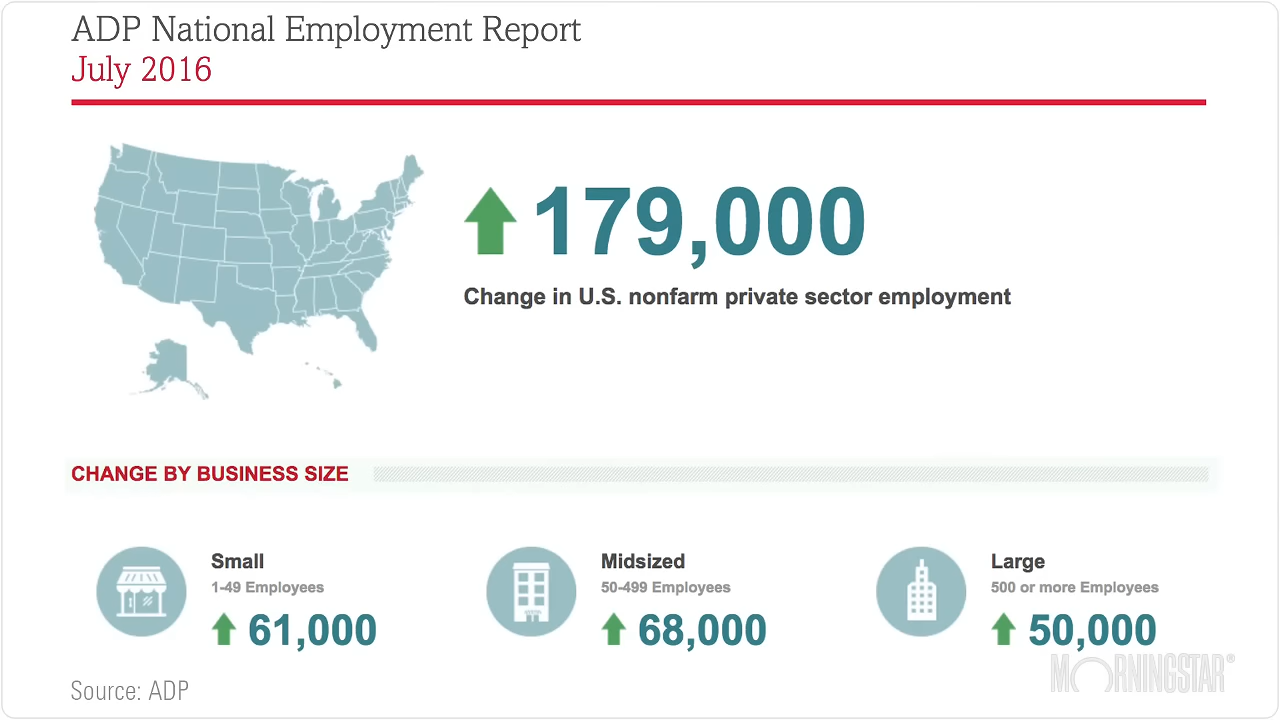 ADP National Employment Report
July 2016
179,000
Change in U.S. nonfarm private sector employment
CHANGE BY BUSINESS SIZE
Small
1-49 Employees
61,000
Midsized
50-499 Employees
68,000
Large
500 or more Employees
50,000
MORNINGSTAR®
Source: ADP